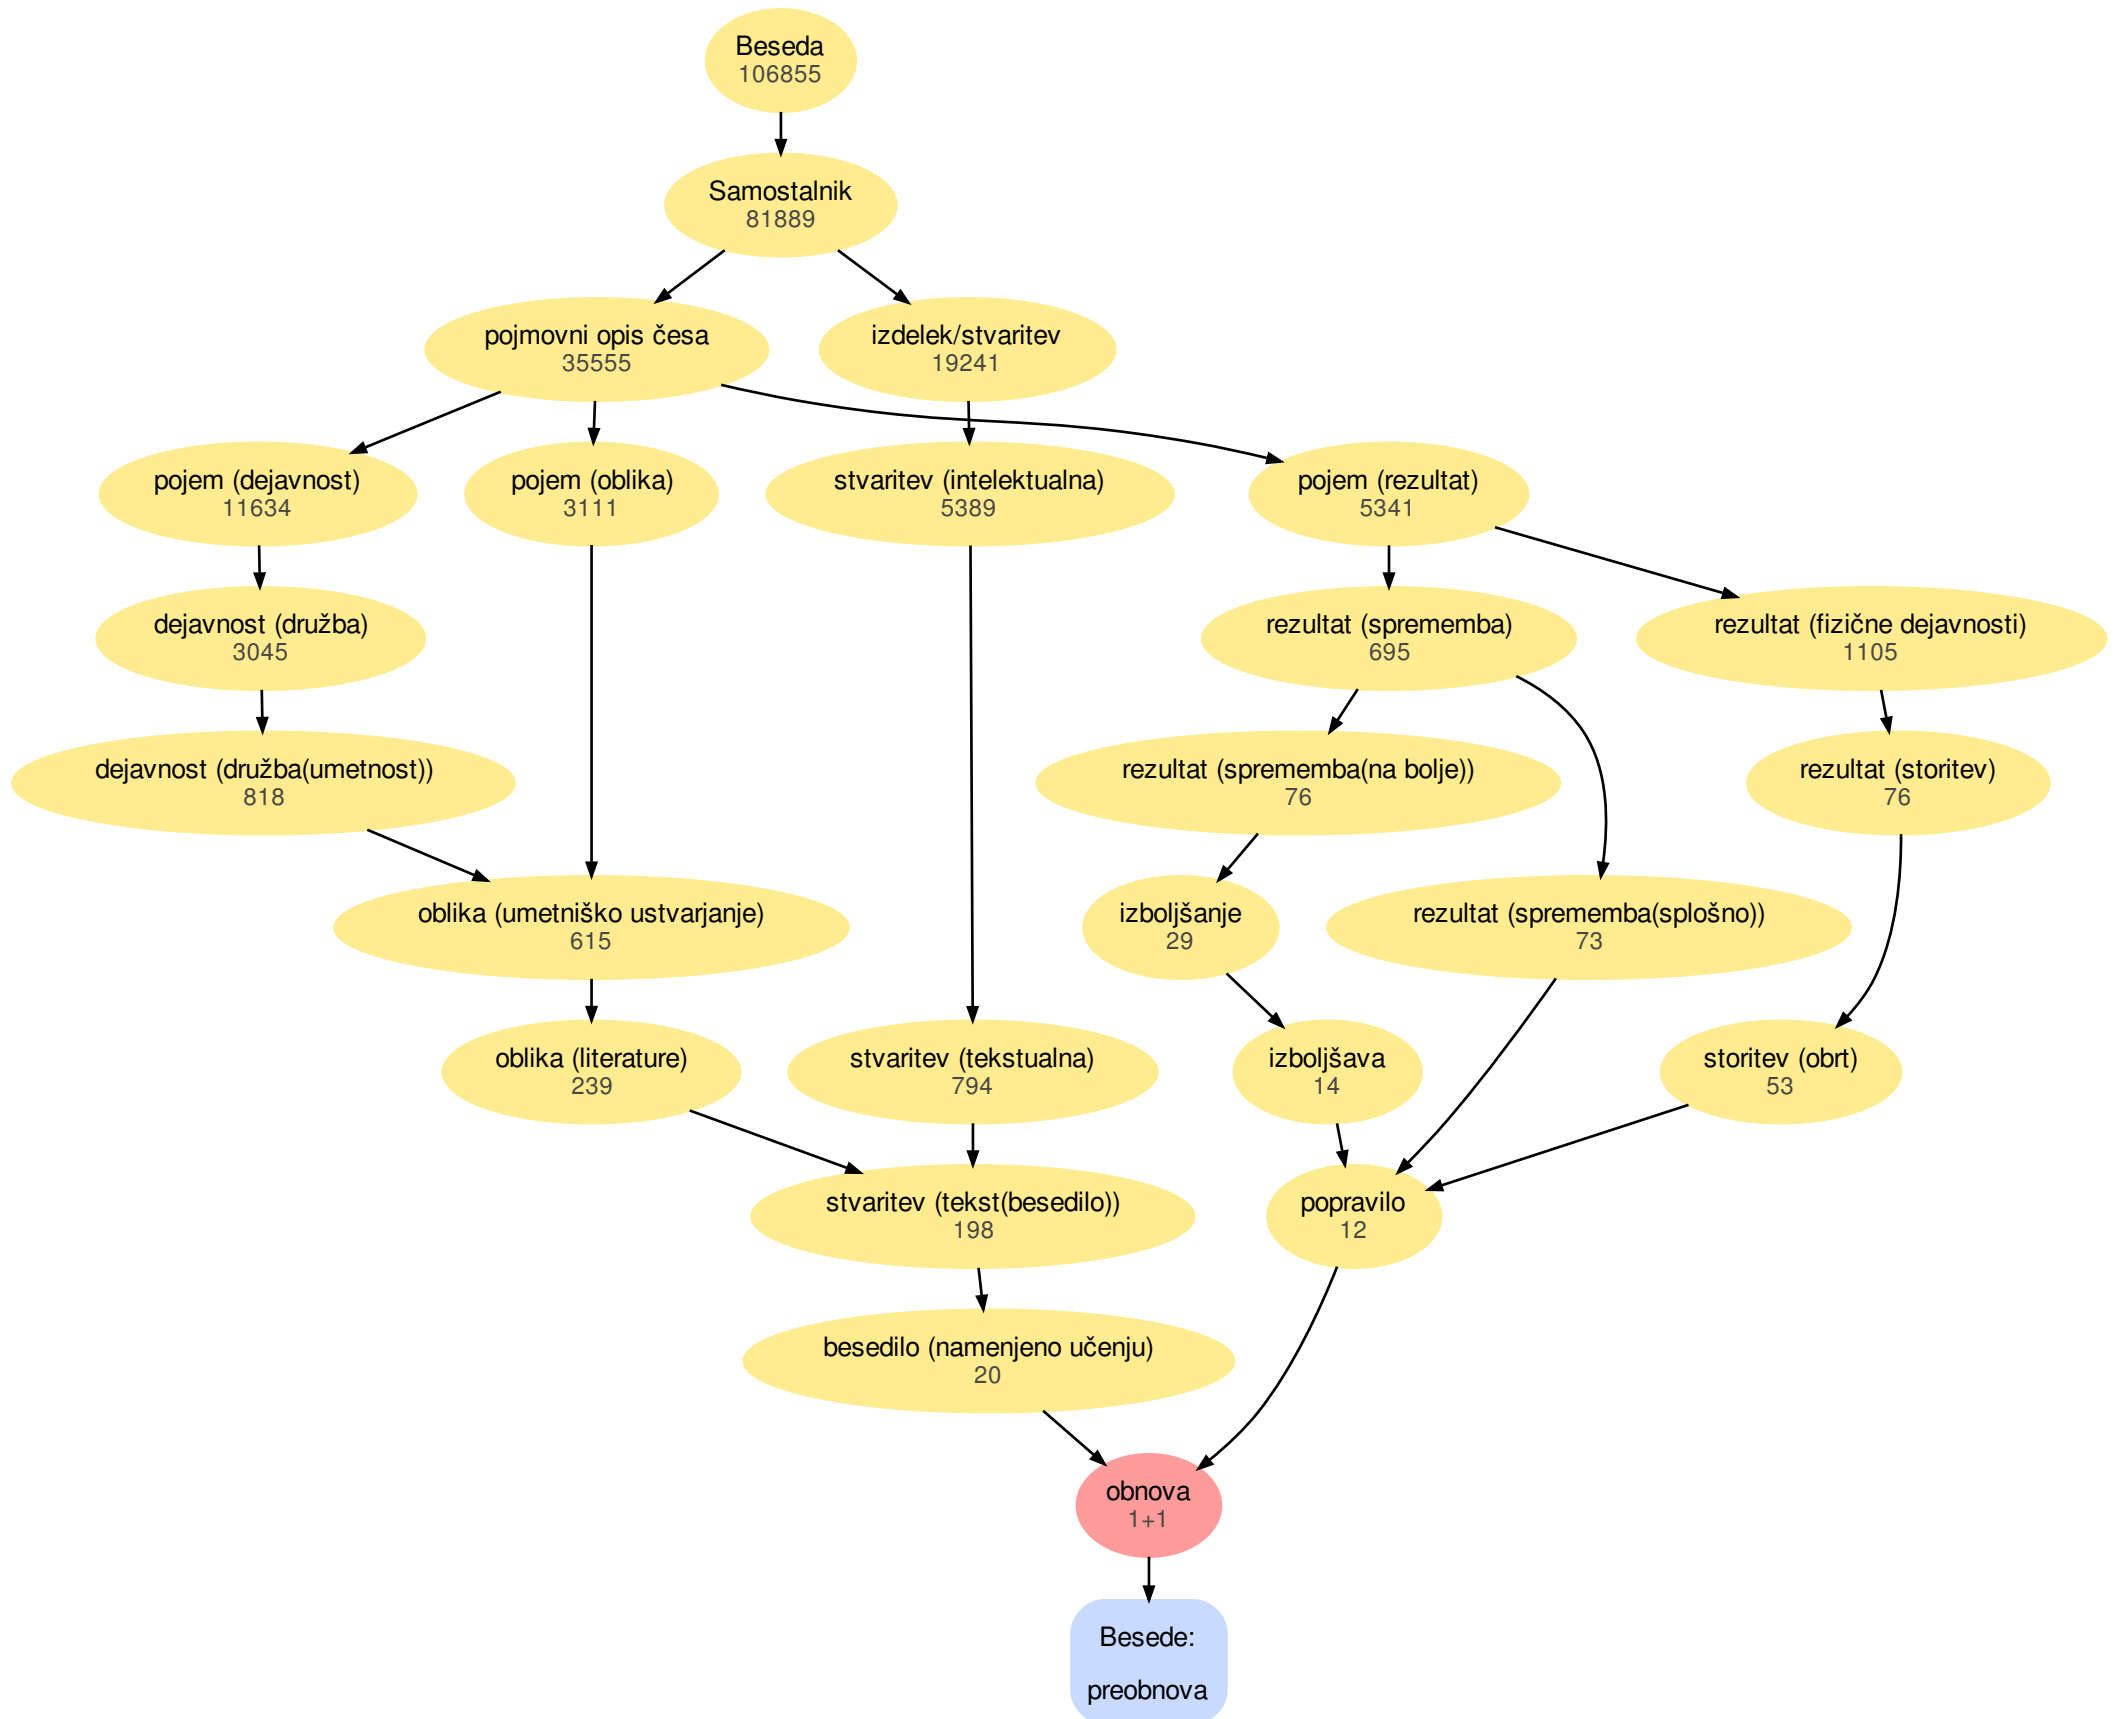 Beseda
106855
Samostalnik
81889
pojmovni opis česa
35555
izdelek/stvaritev
19241
pojem (dejavnost)
11634
pojem (oblika)
3111
stvaritev (intelektualna)
5389
pojem (rezultat)
5341
dejavnost (družba)
3045
rezultat (sprememba)
695
rezultat (fizične dejavnosti)
1105
dejavnost (družba(umetnost))
818
rezultat (sprememba(na bolje))
76
rezultat (storitev)
76
oblika (umetniško ustvarjanje)
615
izboljšanje
29
rezultat (sprememba(splošno))
73
oblika (literature)
239
stvaritev (tekstualna)
794
izboljšava
14
storitev (obrt)
53
stvaritev (tekst(besedilo))
198
popravilo
12
besedilo (namenjeno učenju)
20
obnova
1+1
Besede:
preobnova